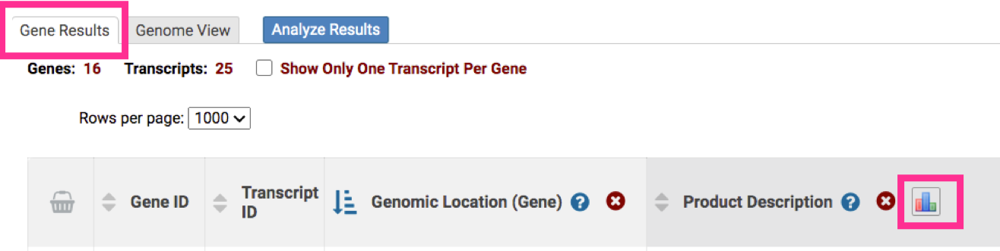 Gene Results Genome View Analyze Results
Genes: 16 Transcripts: 25 Show Only One Transcript Per Gene
Rows per page: 1000
Gene ID Transcript ID Genomic Location (Gene) ? Product Description ?